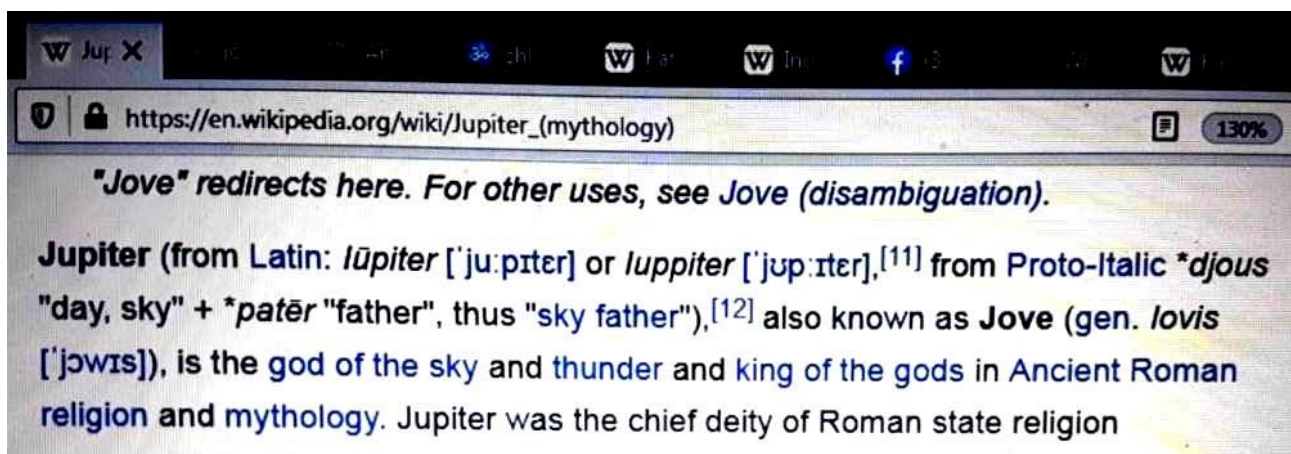 W Jup
W
W
f
W
https://en.wikipedia.org/wiki/Jupiter_(mythology)
130%
"Jove" redirects here. For other uses, see Jove (disambiguation).
Jupiter (from Latin: Iūpiter [ˈjuːpɪtɛr] or Iuppiter [ˈjʊpːɪtɛr],[11] from Proto-Italic *djous
"day, sky" + *patēr "father", thus "sky father"),[12] also known as Jove (gen. Iovis
[ˈjɔwɪs]), is the god of the sky and thunder and king of the gods in Ancient Roman
religion and mythology. Jupiter was the chief deity of Roman state religion